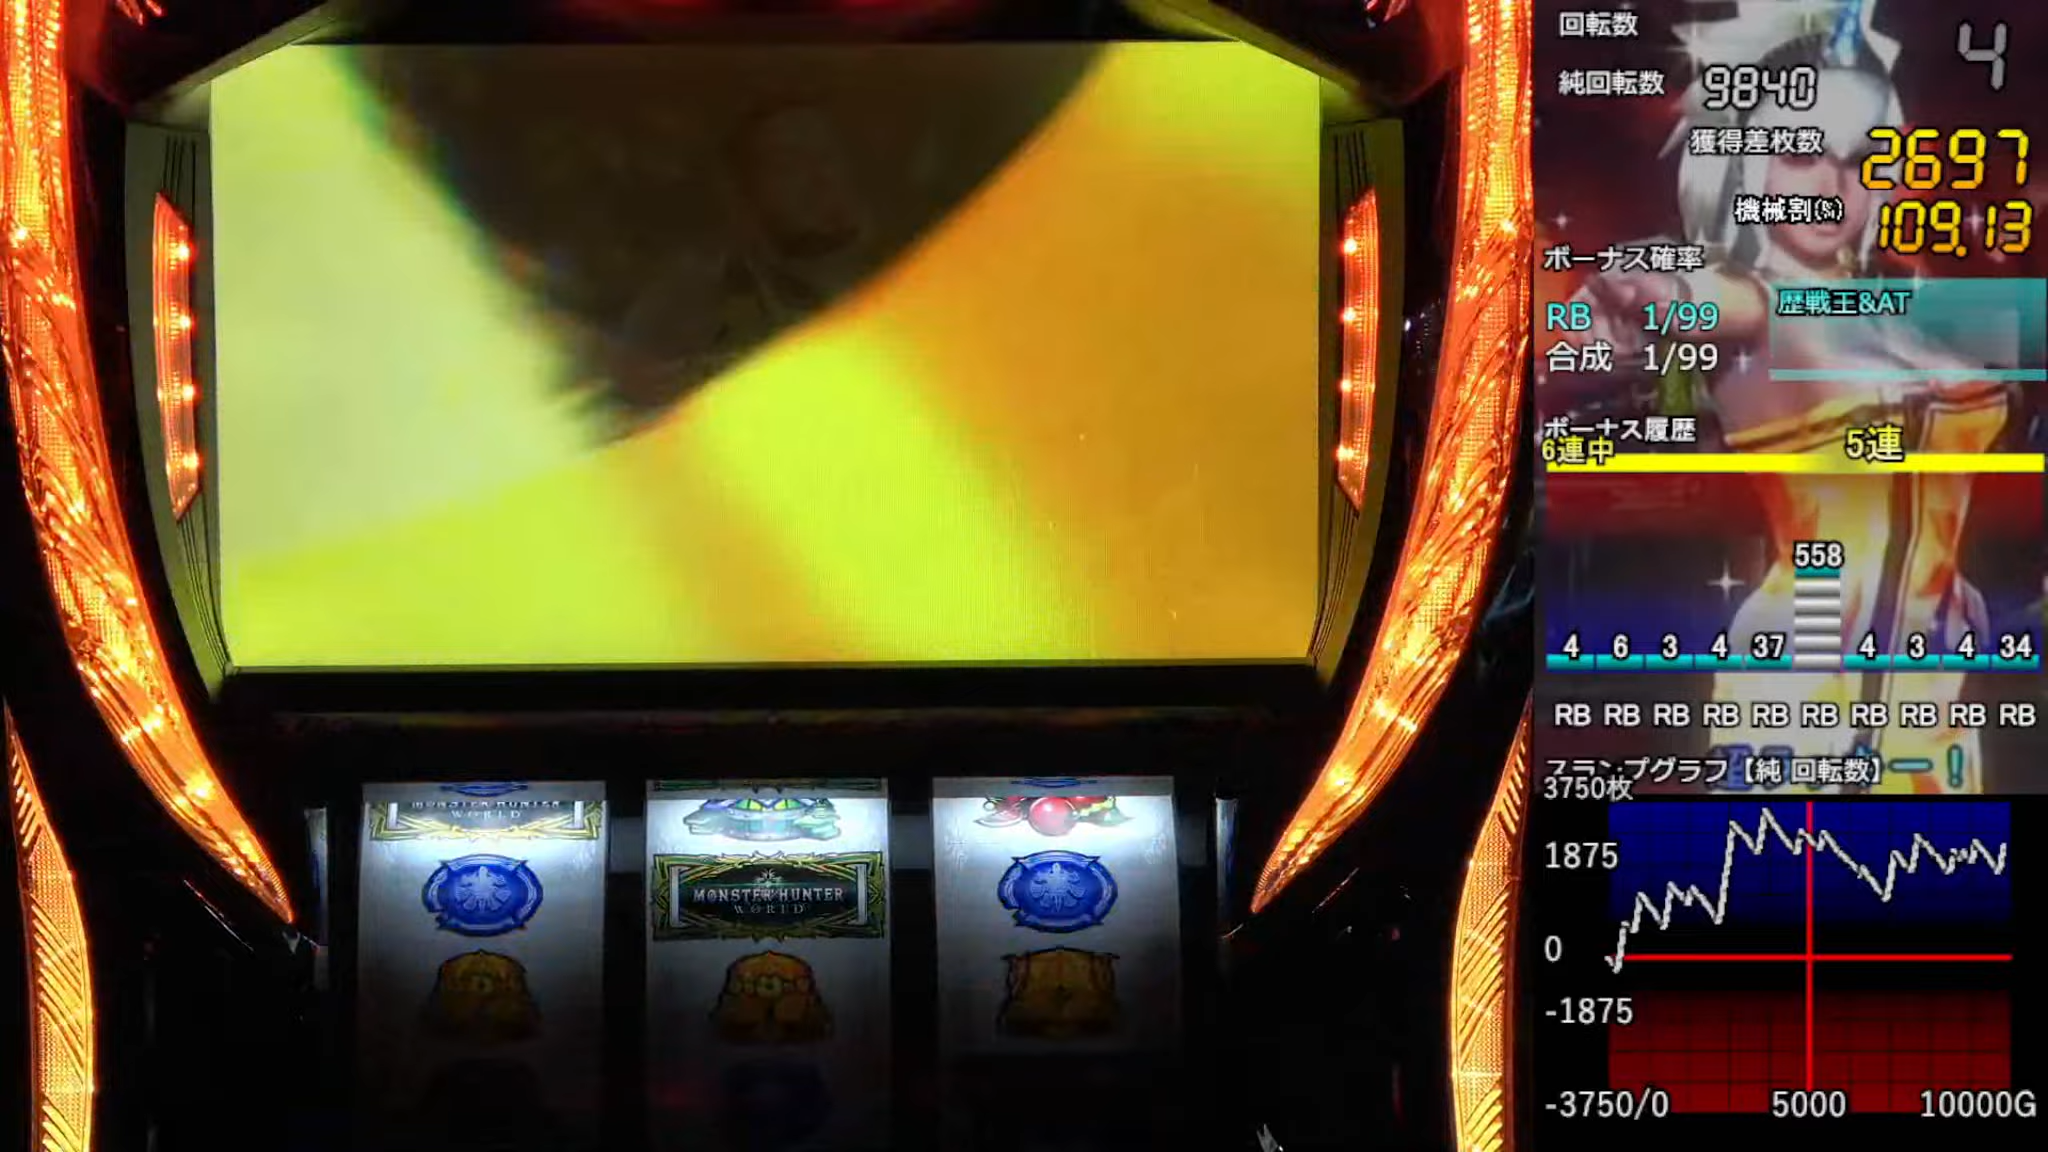 回転数 4
純回転数 9840
獲得差枚数 2697
機械割(%) 109.13
ボーナス確率
RB 1/99
合成 1/99
歴戦王&AT
ボーナス履歴
6連中 5連
558
4 6 3 4 37 4 3 4 34
RB RB RB RB RB RB RB RB RB RB
スランプグラフ【純 回転数】
3750枚
1875
0
-1875
-3750/0 5000 10000G
MONSTER HUNTER
WORLD
MONSTER HUNTER
WORLD